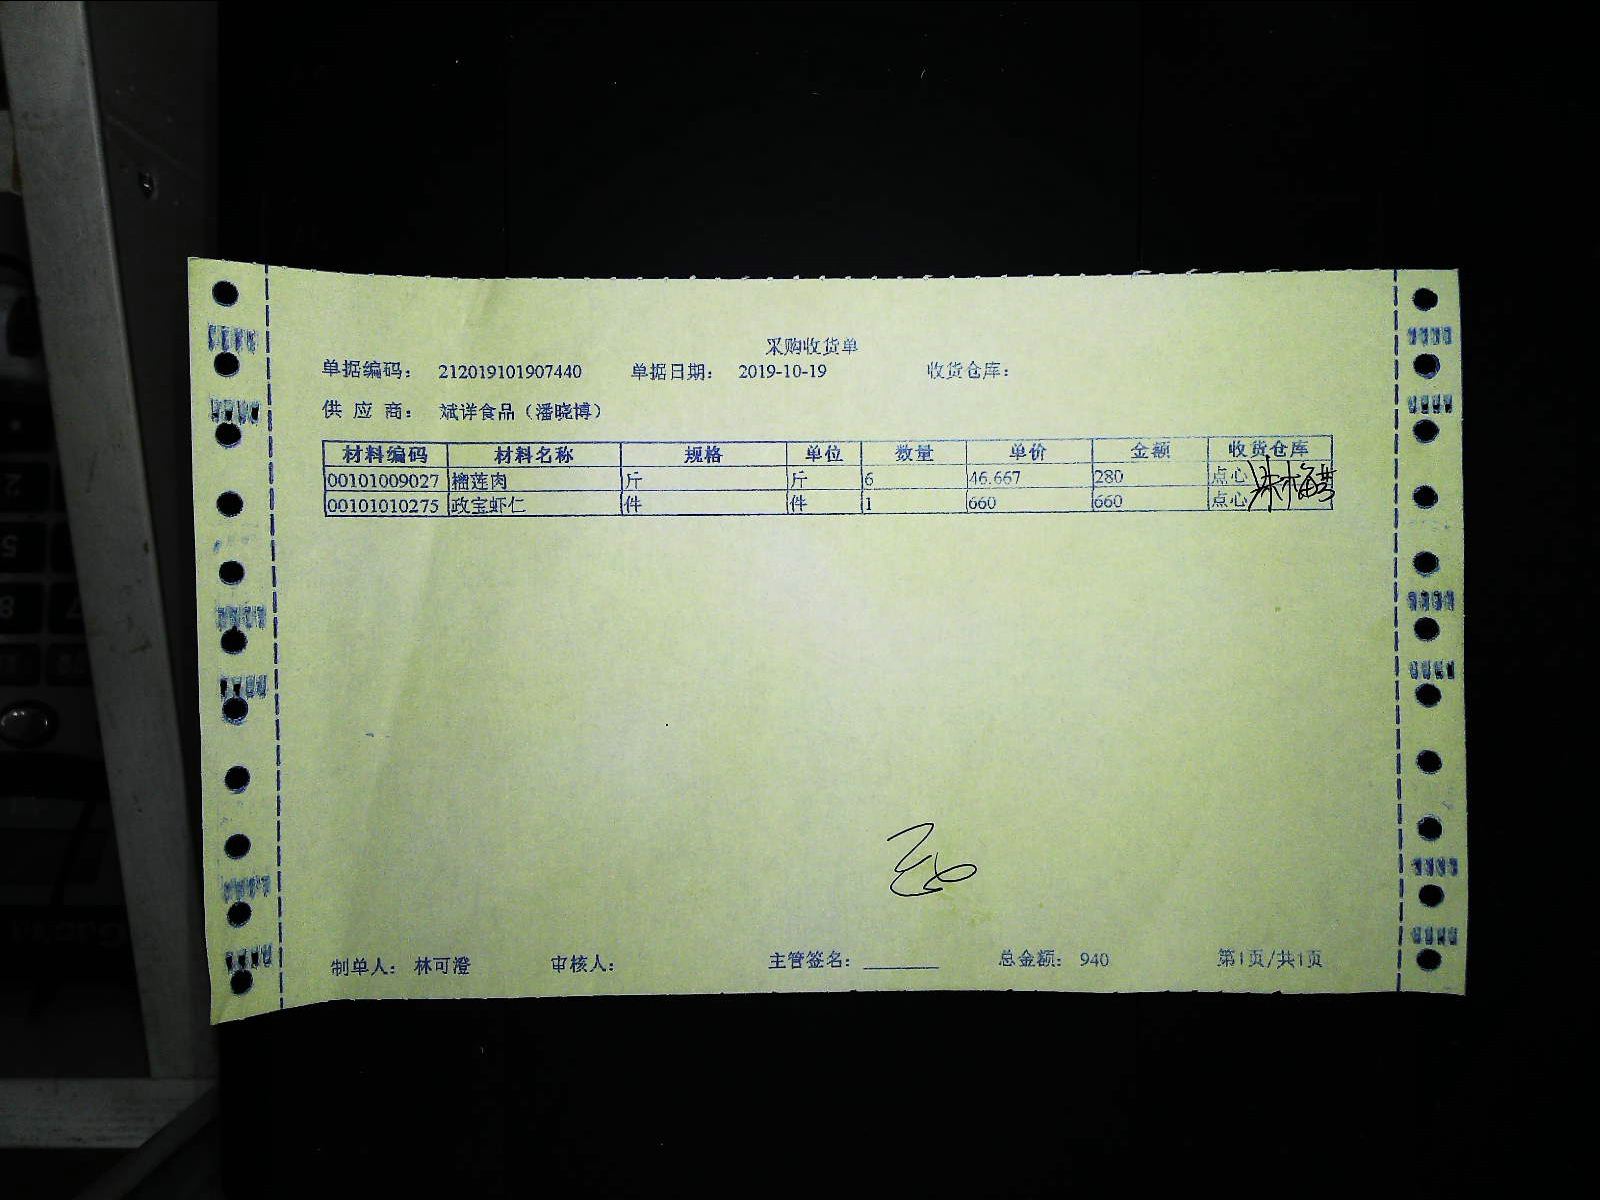 采购收货单
单据编码： 212019101907440 单据日期： 2019-10-19 收货仓库：
供 应 商： 斌详食品（潘晓博）
材料编码 材料名称 规格 单位 数量 单价 金额 收货仓库
00101009027 榴莲肉 斤 斤 6 46.667 280 点心
00101010275 政宝虾仁 件 件 1 660 660 点心
制单人： 林可澄 审核人： 主管签名： 总金额： 940 第1页/共1页